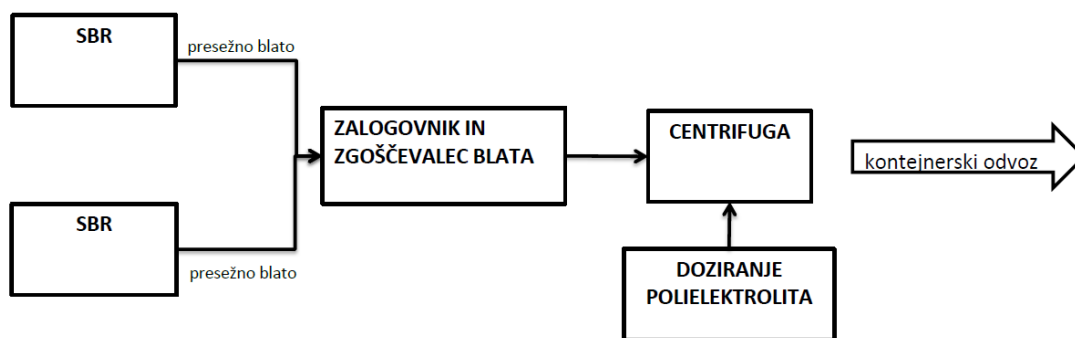 SBR
presežno blato
ZALOGOVNIK IN
ZGOŠČEVALEC BLATA
CENTRIFUGA
kontejnerski odvoz
SBR
presežno blato
DOZIRANJE
POLIELEKTROLITA